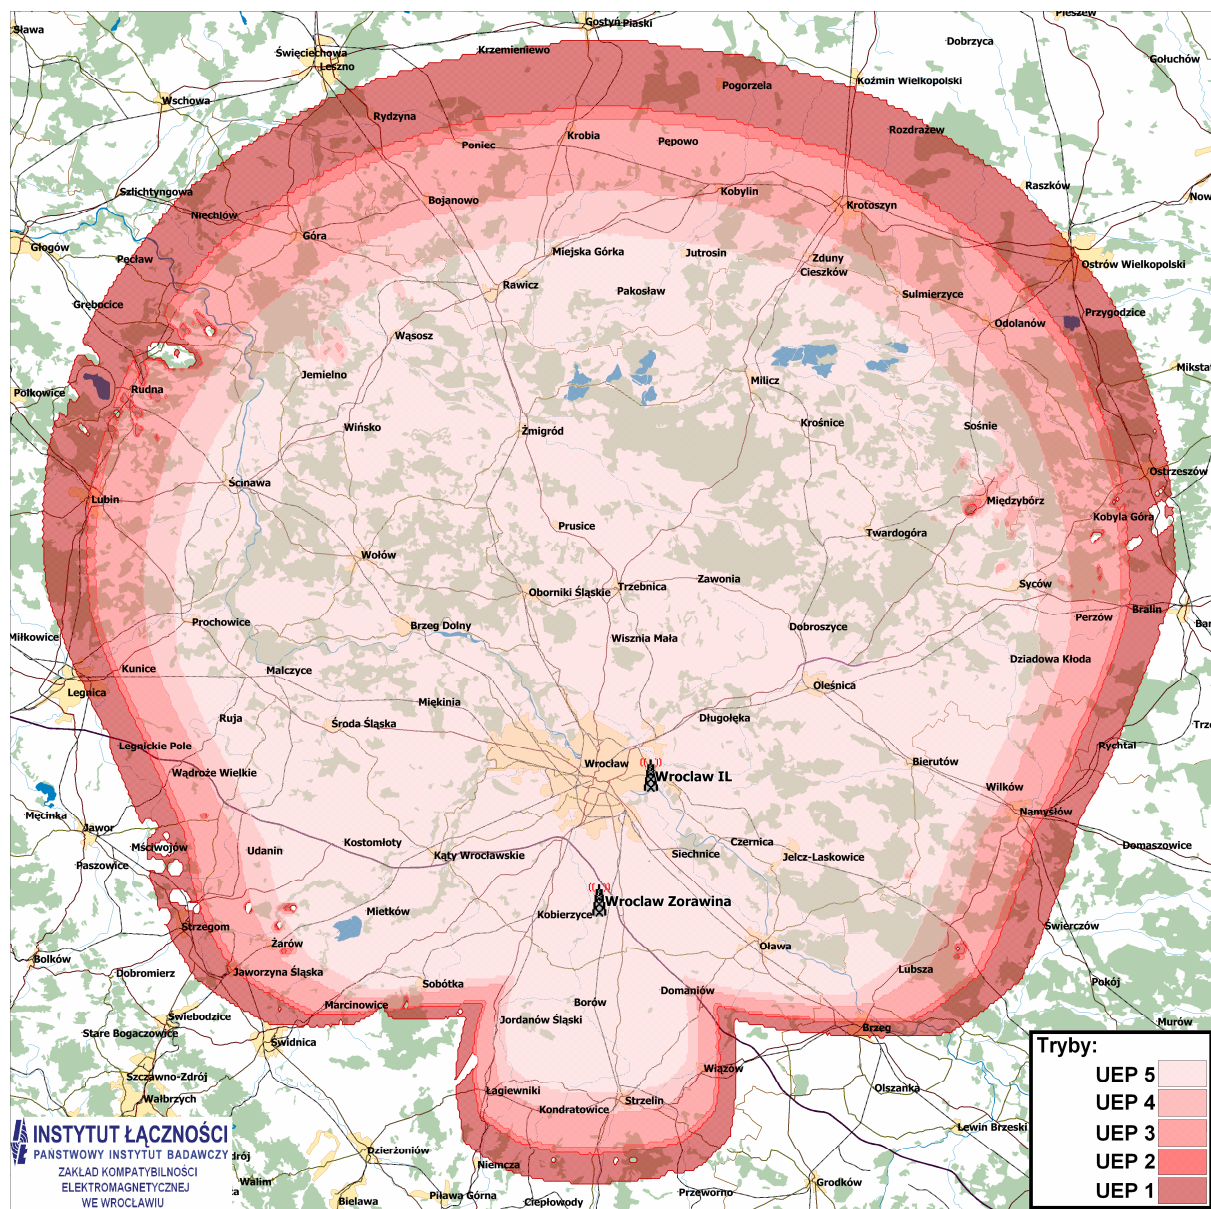 Sława
Gostyń
Piaski
Pleszew
Dobrzyca
Święciechowa
Krzemieniewo
Gołuchów
Leszno
Koźmin Wielkopolski
Pogorzela
Wschowa
Rydzyna
Rozdrażew
Krobia
Poniec
Pępowo
Raszków
Szlichtyngowa
Kobylin
Now
Bojanowo
Krotoszyn
Niechlów
Góra
Głogów
Miejska Górka
Jutrosin
Zduny
Pęcław
Cieszków
Ostrów Wielkopolski
Rawicz
Pakosław
Sulmierzyce
Grębocice
Przygodzice
Odolanów
Wąsosz
Mikstat
Jemielno
Milicz
Rudna
Polkowice
Krośnice
Sośnie
Wińsko
Żmigród
Ostrzeszów
Ścinawa
Lubin
Międzybórz
Kobyla Góra
Prusice
Twardogóra
Wołów
Zawonia
Trzebnica
Syców
Oborniki Śląskie
Bralin
Perzów
Prochowice
Brzeg Dolny
Dobroszyce
Bar
Miłkowice
Wisznia Mała
Dziadowa Kłoda
Kunice
Malczyce
Oleśnica
Legnica
Miękinia
Ruja
Środa Śląska
Długołęka
Trze
Legnickie Pole
Rychtal
Wrocław
Bierutów
Wądroże Wielkie
Wroclaw IL
Wilków
Męcinka
Namysłów
Jawor
Kostomłoty
Czernica
Domaszowice
Mściwojów
Udanin
Kąty Wrocławskie
Siechnice
Jelcz-Laskowice
Paszowice
Wroclaw Zorawina
Mietków
Kobierzyce
Strzegom
Świerczów
Żarów
Oława
Bolków
Dobromierz
Jaworzyna Śląska
Lubsza
Sobótka
Pokój
Domaniów
Marcinowice
Borów
Świebodzice
Jordanów Śląski
Murów
Stare Bogaczowice
Brzeg
Świdnica
Tryby:
Wiązów
UEP 5
Szczawno-Zdrój
Olszanka
Łagiewniki
Wałbrzych
Strzelin
UEP 4
Kondratowice
Lewin Brzeski
UEP 3
INSTYTUT ŁĄCZNOŚCI
PAŃSTWOWY INSTYTUT BADAWCZY
Dzierżoniów
drój
Niemcza
UEP 2
ZAKŁAD KOMPATYBILNOŚCI
Walim
Grodków
ELEKTROMAGNETYCZNEJ
ka
Piława Górna
Przeworno
UEP 1
WE WROCŁAWIU
Bielawa
Ciepłowody